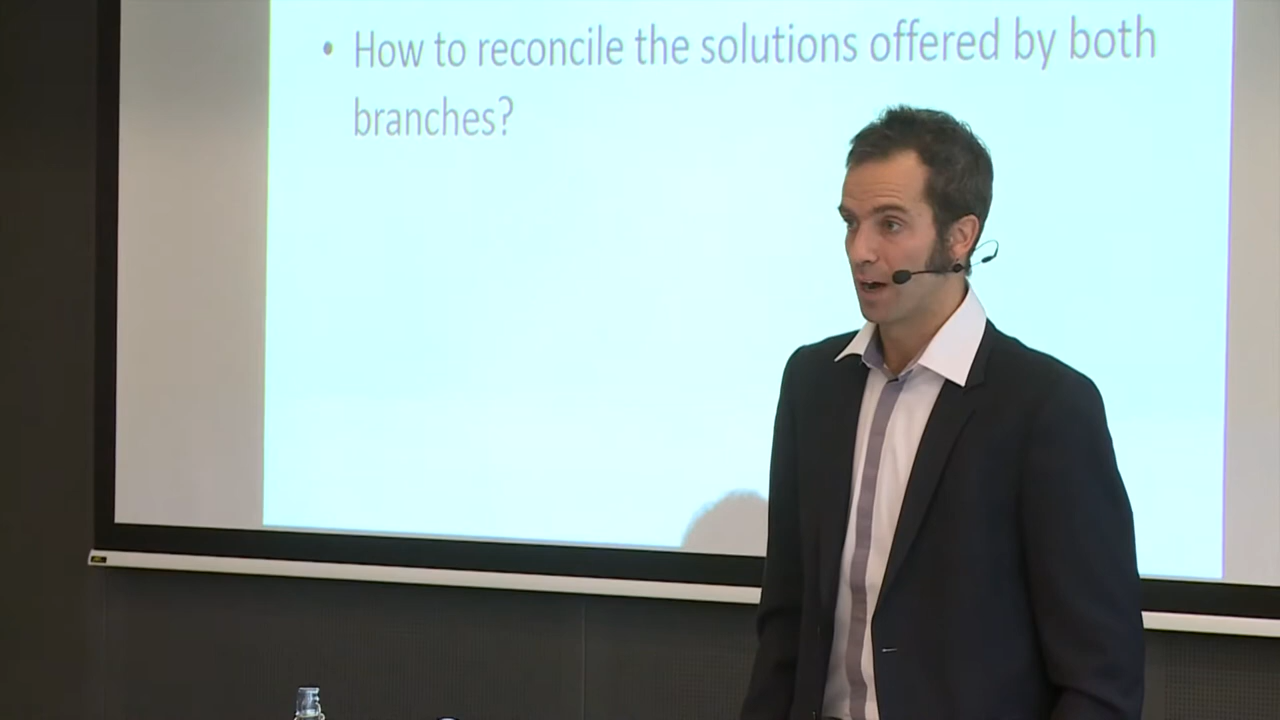 • How to reconcile the solutions offered by both
branches?